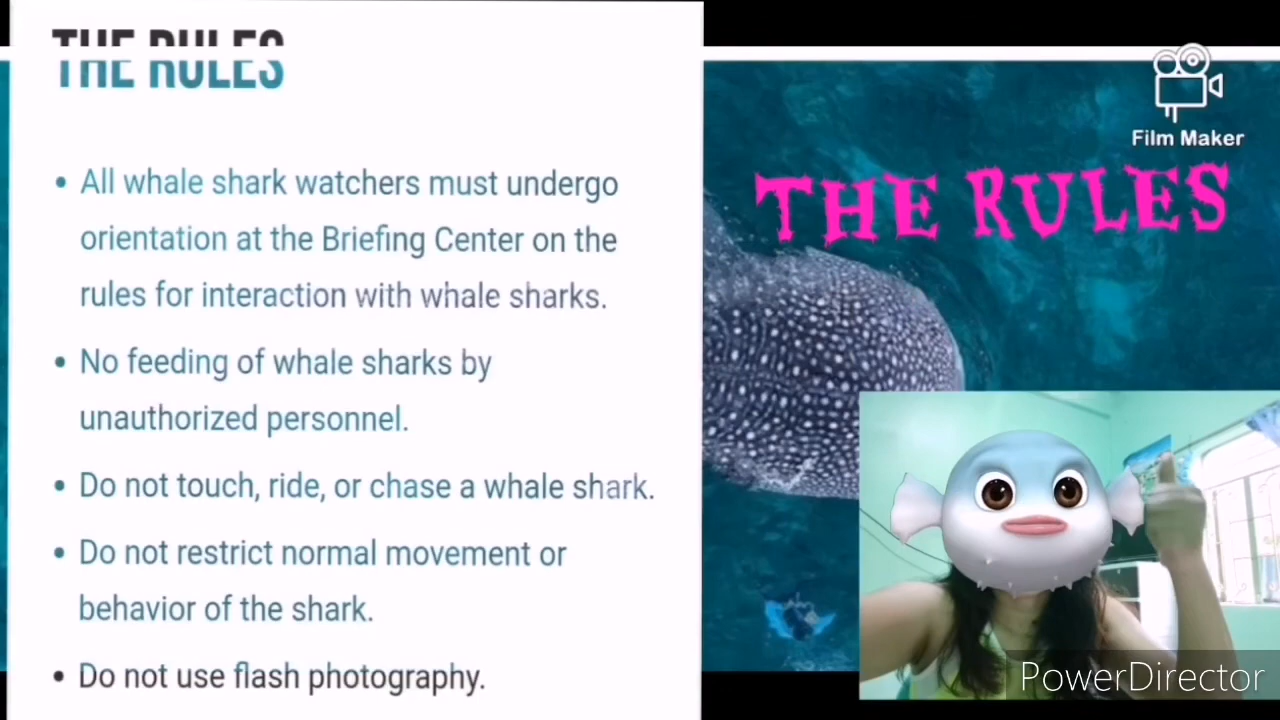 THE RULES
• All whale shark watchers must undergo
orientation at the Briefing Center on the
rules for interaction with whale sharks.
• No feeding of whale sharks by
unauthorized personnel.
• Do not touch, ride, or chase a whale shark.
• Do not restrict normal movement or
behavior of the shark.
• Do not use flash photography.
Film Maker
THE RULES
PowerDirector